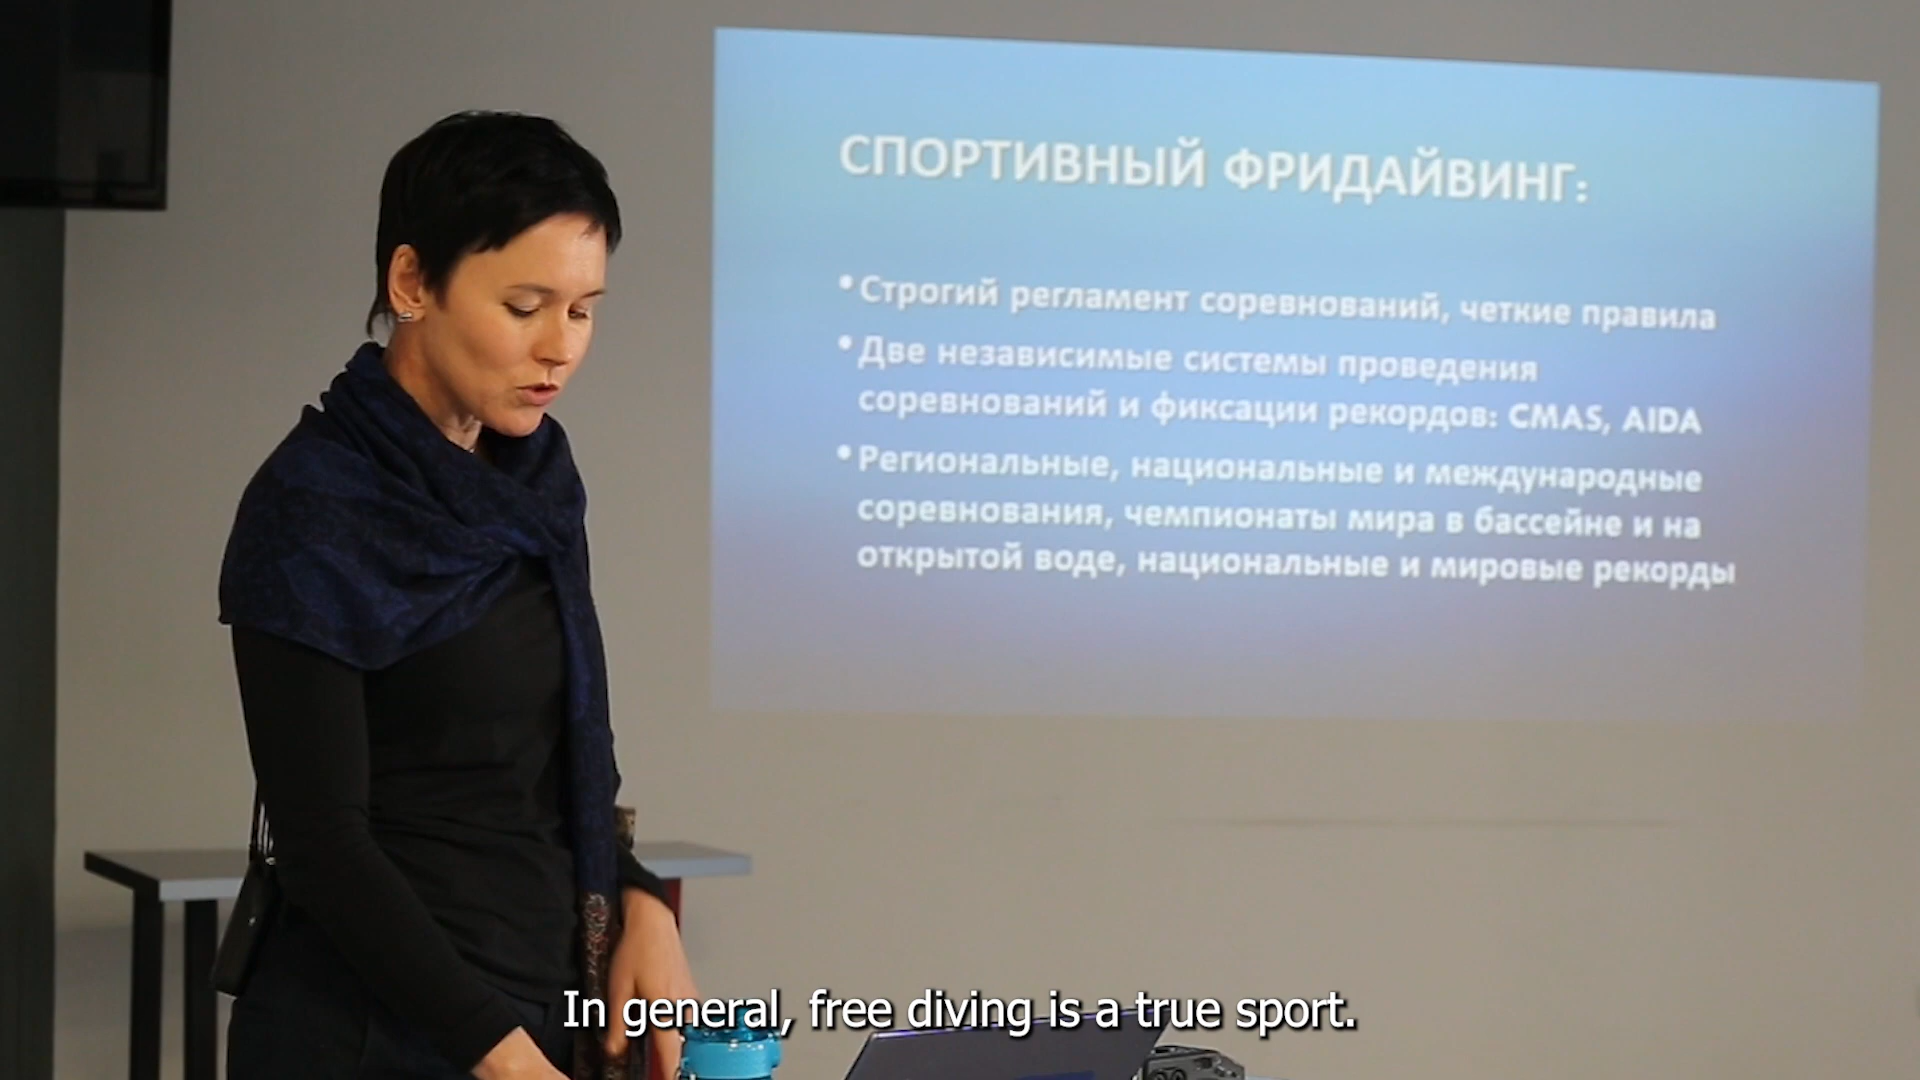 СПОРТИВНЫЙ ФРИДАЙВИНГ:
•Строгий регламент соревнований, четкие правила
•Две независимые системы проведения
соревнований и фиксации рекордов: CMAS, AIDA
•Региональные, национальные и международные
соревнования, чемпионаты мира в бассейне и на
открытой воде, национальные и мировые рекорды
In general, free diving is a true sport.